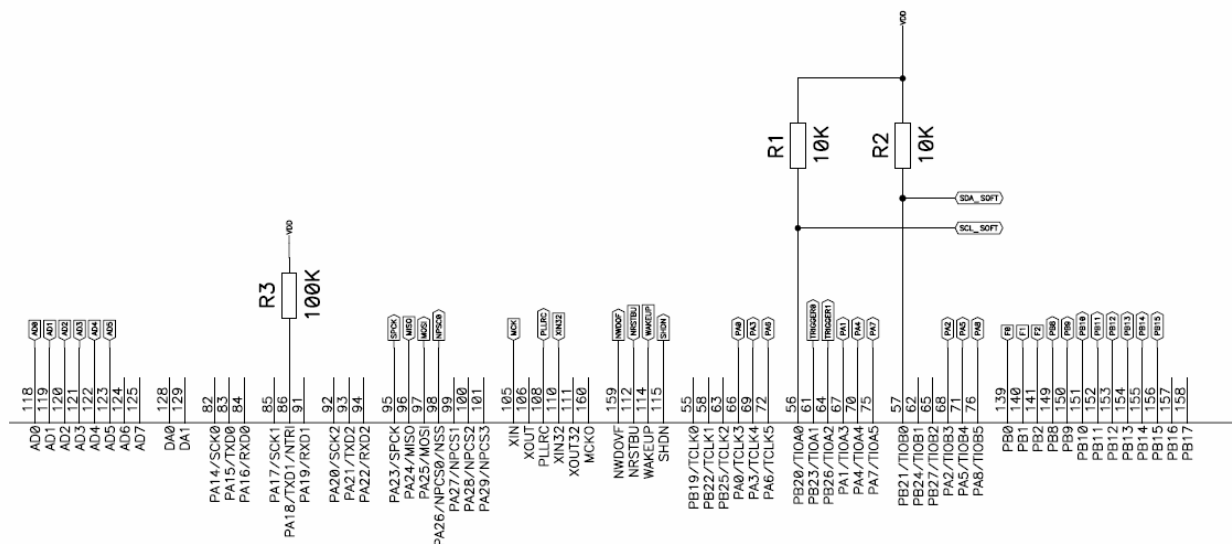 VDD
R1
10K
R2
10K
SDA_SOFT
SCL_SOFT
VDD
R3
100K
AD0
AD1
AD2
AD3
AD4
AD5
SPCK
MISO
MOSI
NPSC0
MCK
PLLRC
XIN32
NWDOF
NRSTBU
WAKEUP
SHDN
PA0
PA3
PA6
TRIGGER0
TRIGGER1
PA1
PA4
PA7
PA2
PA5
PA8
F1
F2
PB8
PB9
PB10
PB11
PB12
PB13
PB14
PB15
118
119
120
121
122
123
124
125
128
129
82
83
84
85
86
91
92
93
94
95
96
97
98
99
100
101
105
106
108
110
111
160
159
112
114
115
55
58
63
66
69
72
56
61
64
67
70
75
57
62
65
68
71
76
139
140
141
149
150
151
152
153
154
155
156
157
158
AD0
AD1
AD2
AD3
AD4
AD5
AD6
AD7
DA0
DA1
PA14/SCK0
PA15/TXD0
PA16/RXD0
PA17/SCK1
PA18/TXD1/NTRI
PA19/RXD1
PA20/SCK2
PA21/TXD2
PA22/RXD2
PA23/SPCK
PA24/MISO
PA25/MOSI
PA26/NPCS0/NSS
PA27/NPCS1
PA28/NPCS2
PA29/NPCS3
XIN
XOUT
PLLRC
XIN32
XOUT32
MCKO
NWDOVF
NRSTBU
WAKEUP
SHDN
PB19/TCLK0
PB22/TCLK1
PB25/TCLK2
PA0/TCLK3
PA3/TCLK4
PA6/TCLK5
PB20/TIOA0
PB23/TIOA1
PB26/TIOA2
PA1/TIOA3
PA4/TIOA4
PA7/TIOA5
PB21/TIOB0
PB24/TIOB1
PB27/TIOB2
PA2/TIOB3
PA5/TIOB4
PA8/TIOB5
PB0
PB1
PB2
PB8
PB9
PB10
PB11
PB12
PB13
PB14
PB15
PB16
PB17